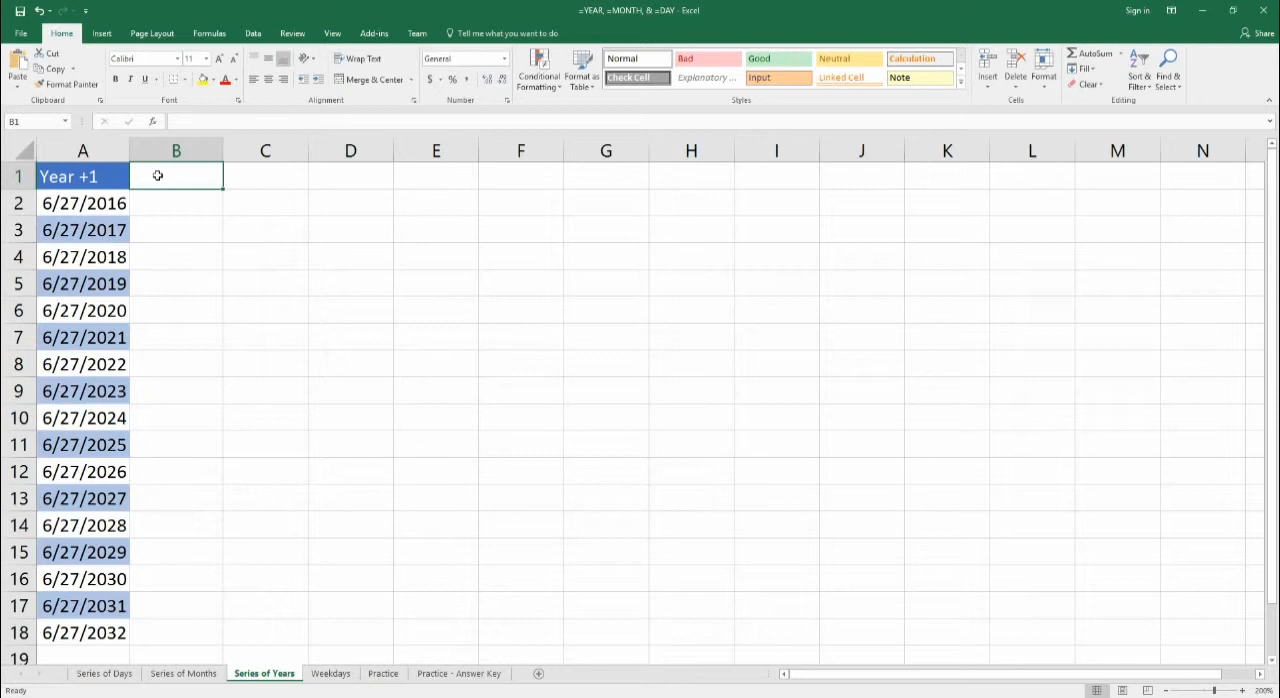 =YEAR, =MONTH, & =DAY - Excel
Sign in
File Home Insert Page Layout Formulas Data Review View Add-ins Team Tell me what you want to do
Share
Paste
Cut
Copy
Format Painter
Clipboard
Calibri 11
B I U
Font
Wrap Text
Merge & Center
Alignment
General
$ % ,
Number
Conditional Formatting
Format as Table
Normal Bad Good Neutral Calculation
Check Cell Explanatory ... Input Linked Cell Note
Styles
Insert Delete Format
Cells
AutoSum
Fill
Clear
Sort & Filter
Find & Select
Editing
B1
fx
A B C D E F G H I J K L M N
1 Year +1
2 6/27/2016
3 6/27/2017
4 6/27/2018
5 6/27/2019
6 6/27/2020
7 6/27/2021
8 6/27/2022
9 6/27/2023
10 6/27/2024
11 6/27/2025
12 6/27/2026
13 6/27/2027
14 6/27/2028
15 6/27/2029
16 6/27/2030
17 6/27/2031
18 6/27/2032
19
Series of Days Series of Months Series of Years Weekdays Practice Practice - Answer Key
Ready
200%